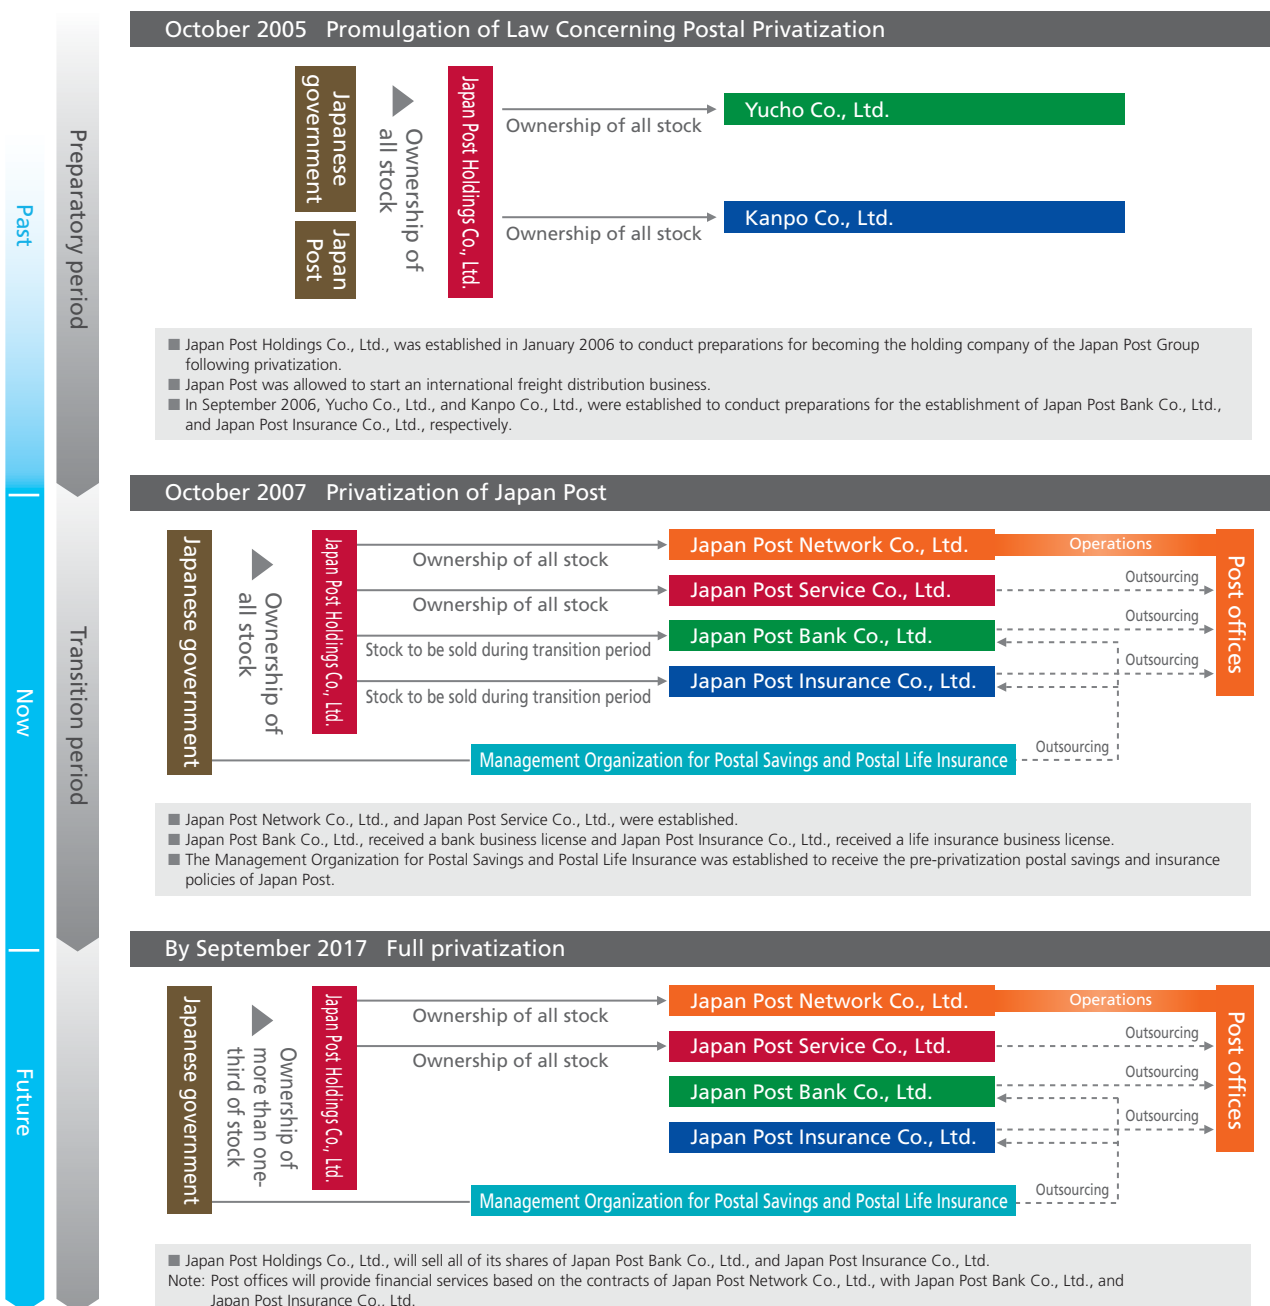 October 2005 Promulgation of Law Concerning Postal Privatization
Past
Preparatory period
Japanese
government
Japan
Post
Ownership of
all stock
Japan Post Holdings Co., Ltd.
Ownership of all stock
Yucho Co., Ltd.
Ownership of all stock
Kanpo Co., Ltd.
■ Japan Post Holdings Co., Ltd., was established in January 2006 to conduct preparations for becoming the holding company of the Japan Post Group
following privatization.
■ Japan Post was allowed to start an international freight distribution business.
■ In September 2006, Yucho Co., Ltd., and Kanpo Co., Ltd., were established to conduct preparations for the establishment of Japan Post Bank Co., Ltd.,
and Japan Post Insurance Co., Ltd., respectively.
October 2007 Privatization of Japan Post
Now
Transition period
Japanese government
Ownership of
all stock
Japan Post Holdings Co., Ltd.
Ownership of all stock
Japan Post Network Co., Ltd.
Operations
Ownership of all stock
Japan Post Service Co., Ltd.
Outsourcing
Stock to be sold during transition period
Japan Post Bank Co., Ltd.
Outsourcing
Stock to be sold during transition period
Japan Post Insurance Co., Ltd.
Outsourcing
Post offices
Management Organization for Postal Savings and Postal Life Insurance
Outsourcing
■ Japan Post Network Co., Ltd., and Japan Post Service Co., Ltd., were established.
■ Japan Post Bank Co., Ltd., received a bank business license and Japan Post Insurance Co., Ltd., received a life insurance business license.
■ The Management Organization for Postal Savings and Postal Life Insurance was established to receive the pre-privatization postal savings and insurance
policies of Japan Post.
By September 2017 Full privatization
Future
Japanese government
Ownership of
more than one-
third of stock
Japan Post Holdings Co., Ltd.
Ownership of all stock
Japan Post Network Co., Ltd.
Operations
Ownership of all stock
Japan Post Service Co., Ltd.
Outsourcing
Japan Post Bank Co., Ltd.
Outsourcing
Japan Post Insurance Co., Ltd.
Outsourcing
Post offices
Management Organization for Postal Savings and Postal Life Insurance
Outsourcing
■ Japan Post Holdings Co., Ltd., will sell all of its shares of Japan Post Bank Co., Ltd., and Japan Post Insurance Co., Ltd.
Note: Post offices will provide financial services based on the contracts of Japan Post Network Co., Ltd., with Japan Post Bank Co., Ltd., and
Japan Post Insurance Co., Ltd.